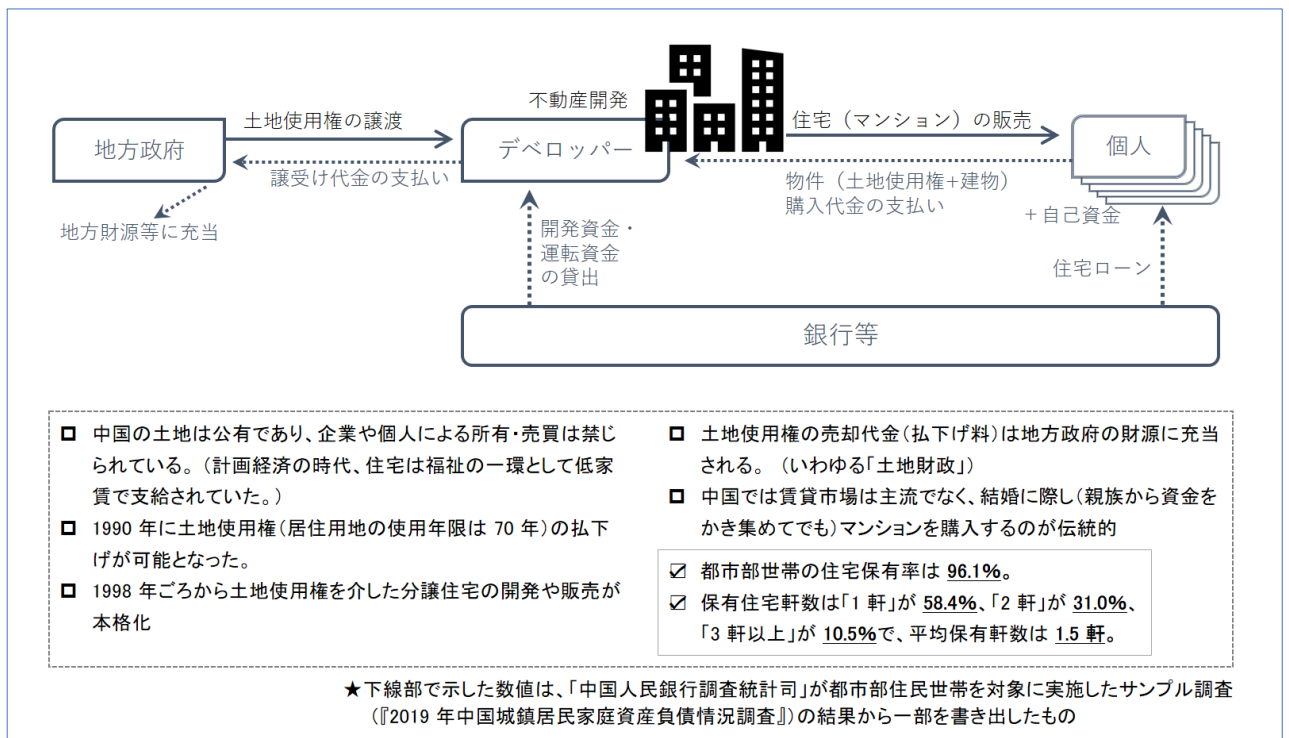 不動産開発
土地使用権の譲渡
住宅（マンション）の販売
地方政府
デベロッパー
個人
譲受け代金の支払い
物件（土地使用権+建物）
購入代金の支払い
地方財源等に充当
＋自己資金
開発資金・
運転資金
の貸出
住宅ローン
銀行等
中国の土地は公有であり、企業や個人による所有・売買は禁じ
られている。（計画経済の時代、住宅は福祉の一環として低家
賃で支給されていた。）
1990 年に土地使用権（居住用地の使用年限は 70 年）の払下
げが可能となった。
1998 年ごろから土地使用権を介した分譲住宅の開発や販売が
本格化
土地使用権の売却代金（払下げ料）は地方政府の財源に充当
される。（いわゆる「土地財政」）
中国では賃貸市場は主流でなく、結婚に際し（親族から資金を
かき集めてでも）マンションを購入するのが伝統的
都市部世帯の住宅保有率は 96.1%。
保有住宅軒数は「1 軒」が 58.4%、「2 軒」が 31.0%、
「3 軒以上」が 10.5%で、平均保有軒数は 1.5 軒。
★下線部で示した数値は、「中国人民銀行調査統計司」が都市部住民世帯を対象に実施したサンプル調査
（『2019 年中国城鎮居民家庭資産負債情況調査』）の結果から一部を書き出したもの